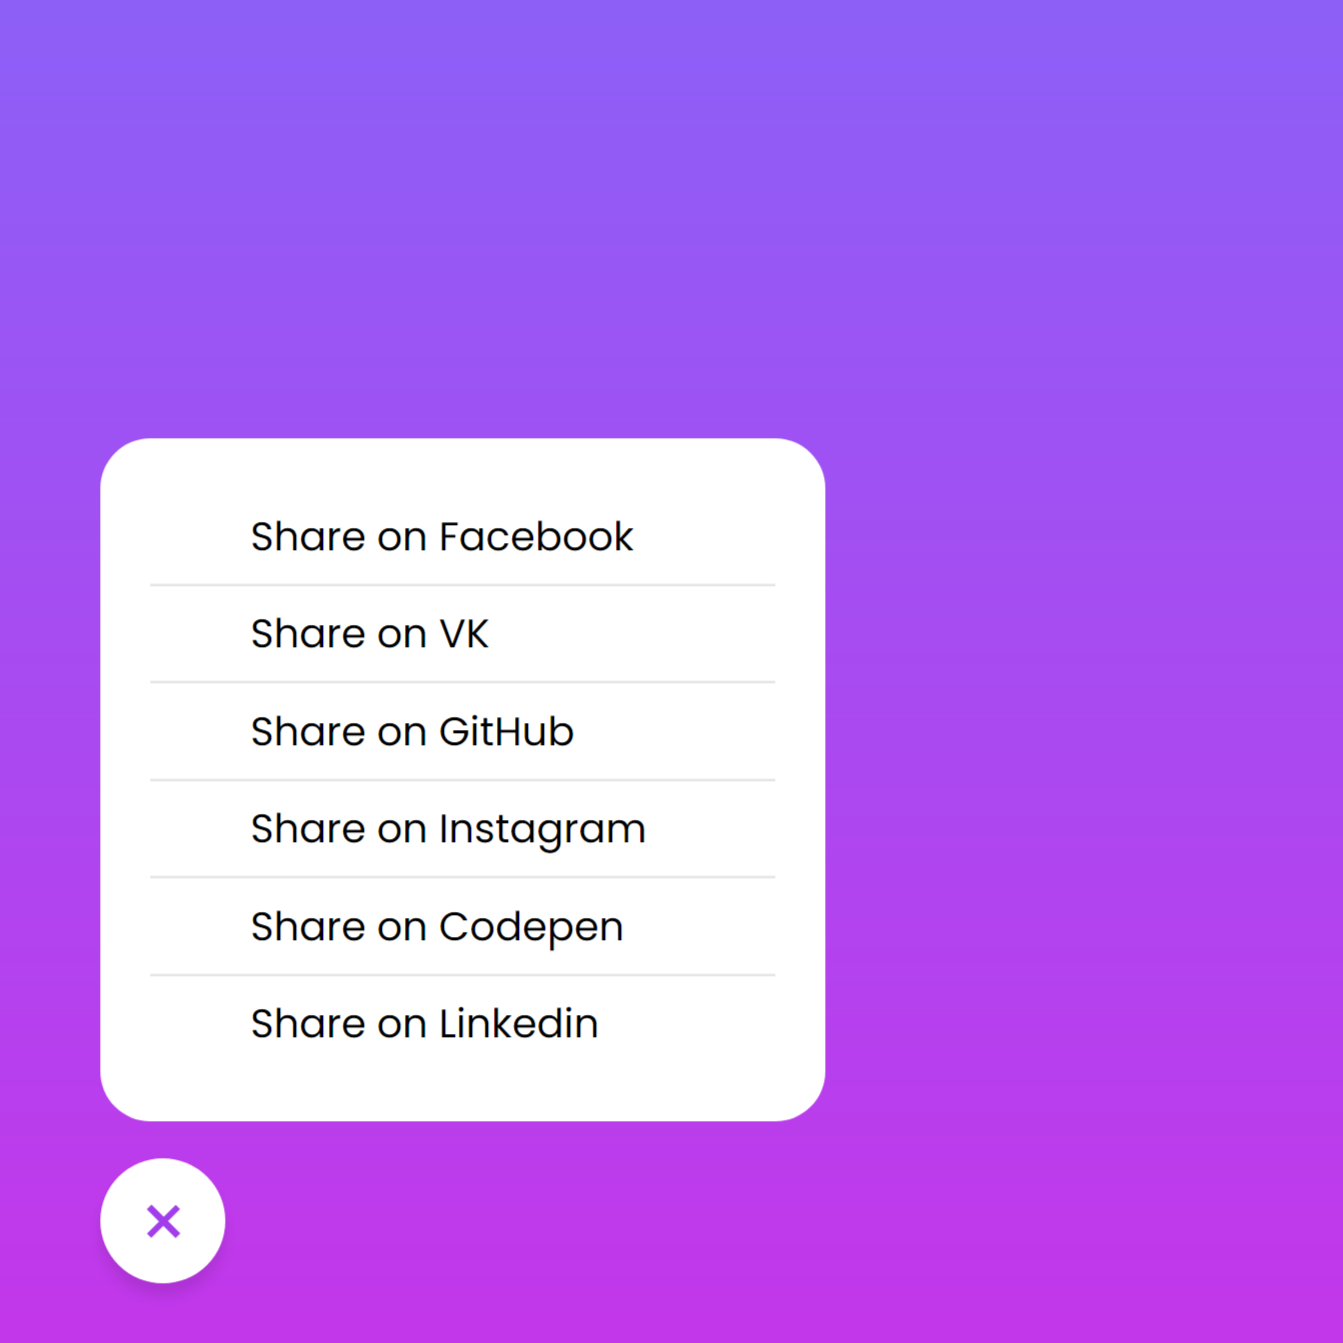 Share on Facebook
Share on VK
Share on GitHub
Share on Instagram
Share on Codepen
Share on Linkedin